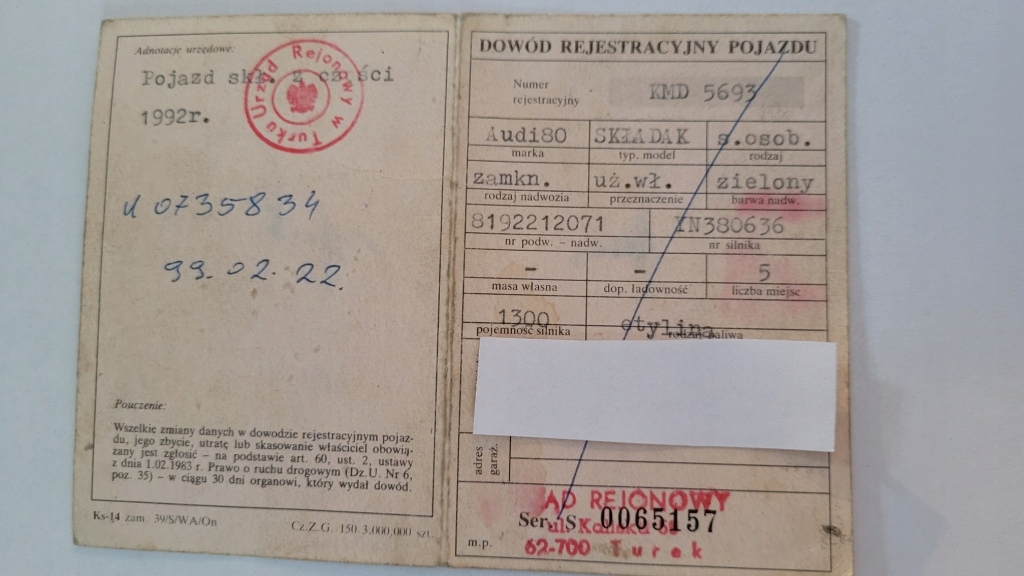 Adnotacje urzędowe:
Pojazd skł. z części
1992r.
Urząd Rejonowy w Turku
U 0735834
99.02.22.
Pouczenie:
Wszelkie zmiany danych w dowodzie rejestracyjnym pojaz-
du, jego zbycie, utratę lub skasowanie właściciel obowią-
zany jest zgłosić – na podstawie art. 60, ust. 2, ustawy
z dnia 1.02.1983 r. Prawo o ruchu drogowym (Dz.U. Nr 6,
poz. 35) – w ciągu 30 dni organowi, który wydał dowód.
Ks-14 zam. 39/S/WA/On
Cz.Z.G. 150 3.000.000 szt.
DOWÓD REJESTRACYJNY POJAZDU
Numer
rejestracyjny
KMD 5693
Audi80 SKŁADAK s.osob.
marka typ, model rodzaj
zamkn. uż.wł. zielony
rodzaj nadwozia przeznaczenie barwa nadw.
8192212071 IN380636
nr podw. – nadw. nr silnika
– – 5
masa własna dop. ładowność liczba miejsc
1300 etylina
pojemność silnika rodzaj paliwa
adres
garaż.
ĄD REJONOWY
Ser. S 0065157
ul.
62-700 Turek
m.p.